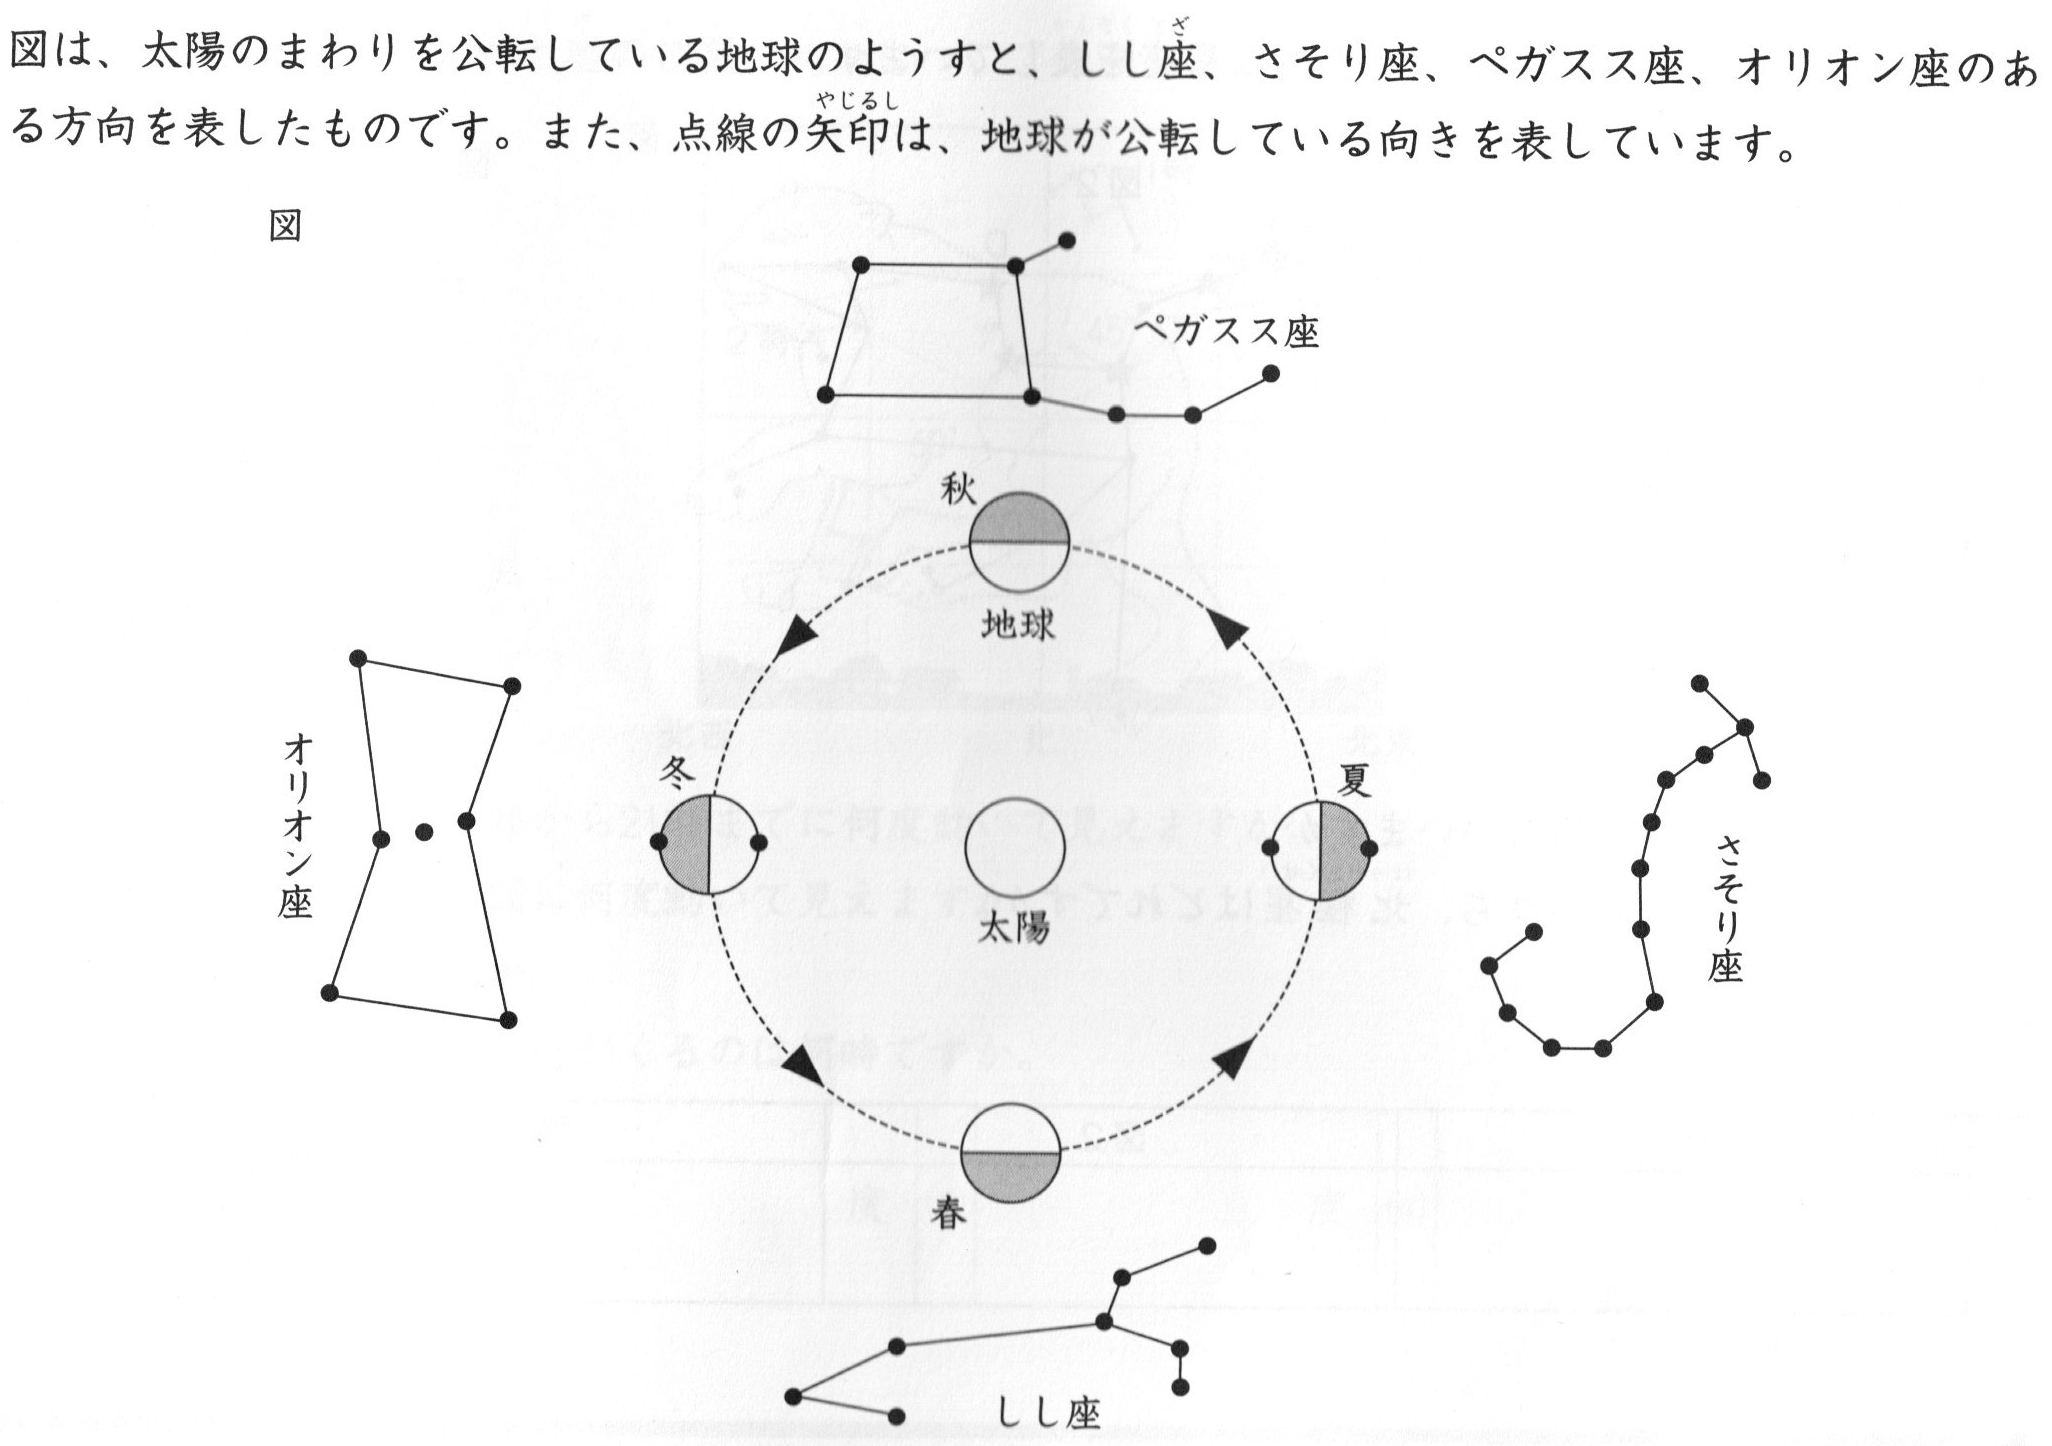 図は、太陽のまわりを公転している地球のようすと、しし座、さそり座、ペガスス座、オリオン座のあ
る方向を表したものです。また、点線の矢印は、地球が公転している向きを表しています。
ざ
やじるし
図
ペガスス座
秋
地球
オリオン座
冬
太陽
夏
さそり座
春
しし座